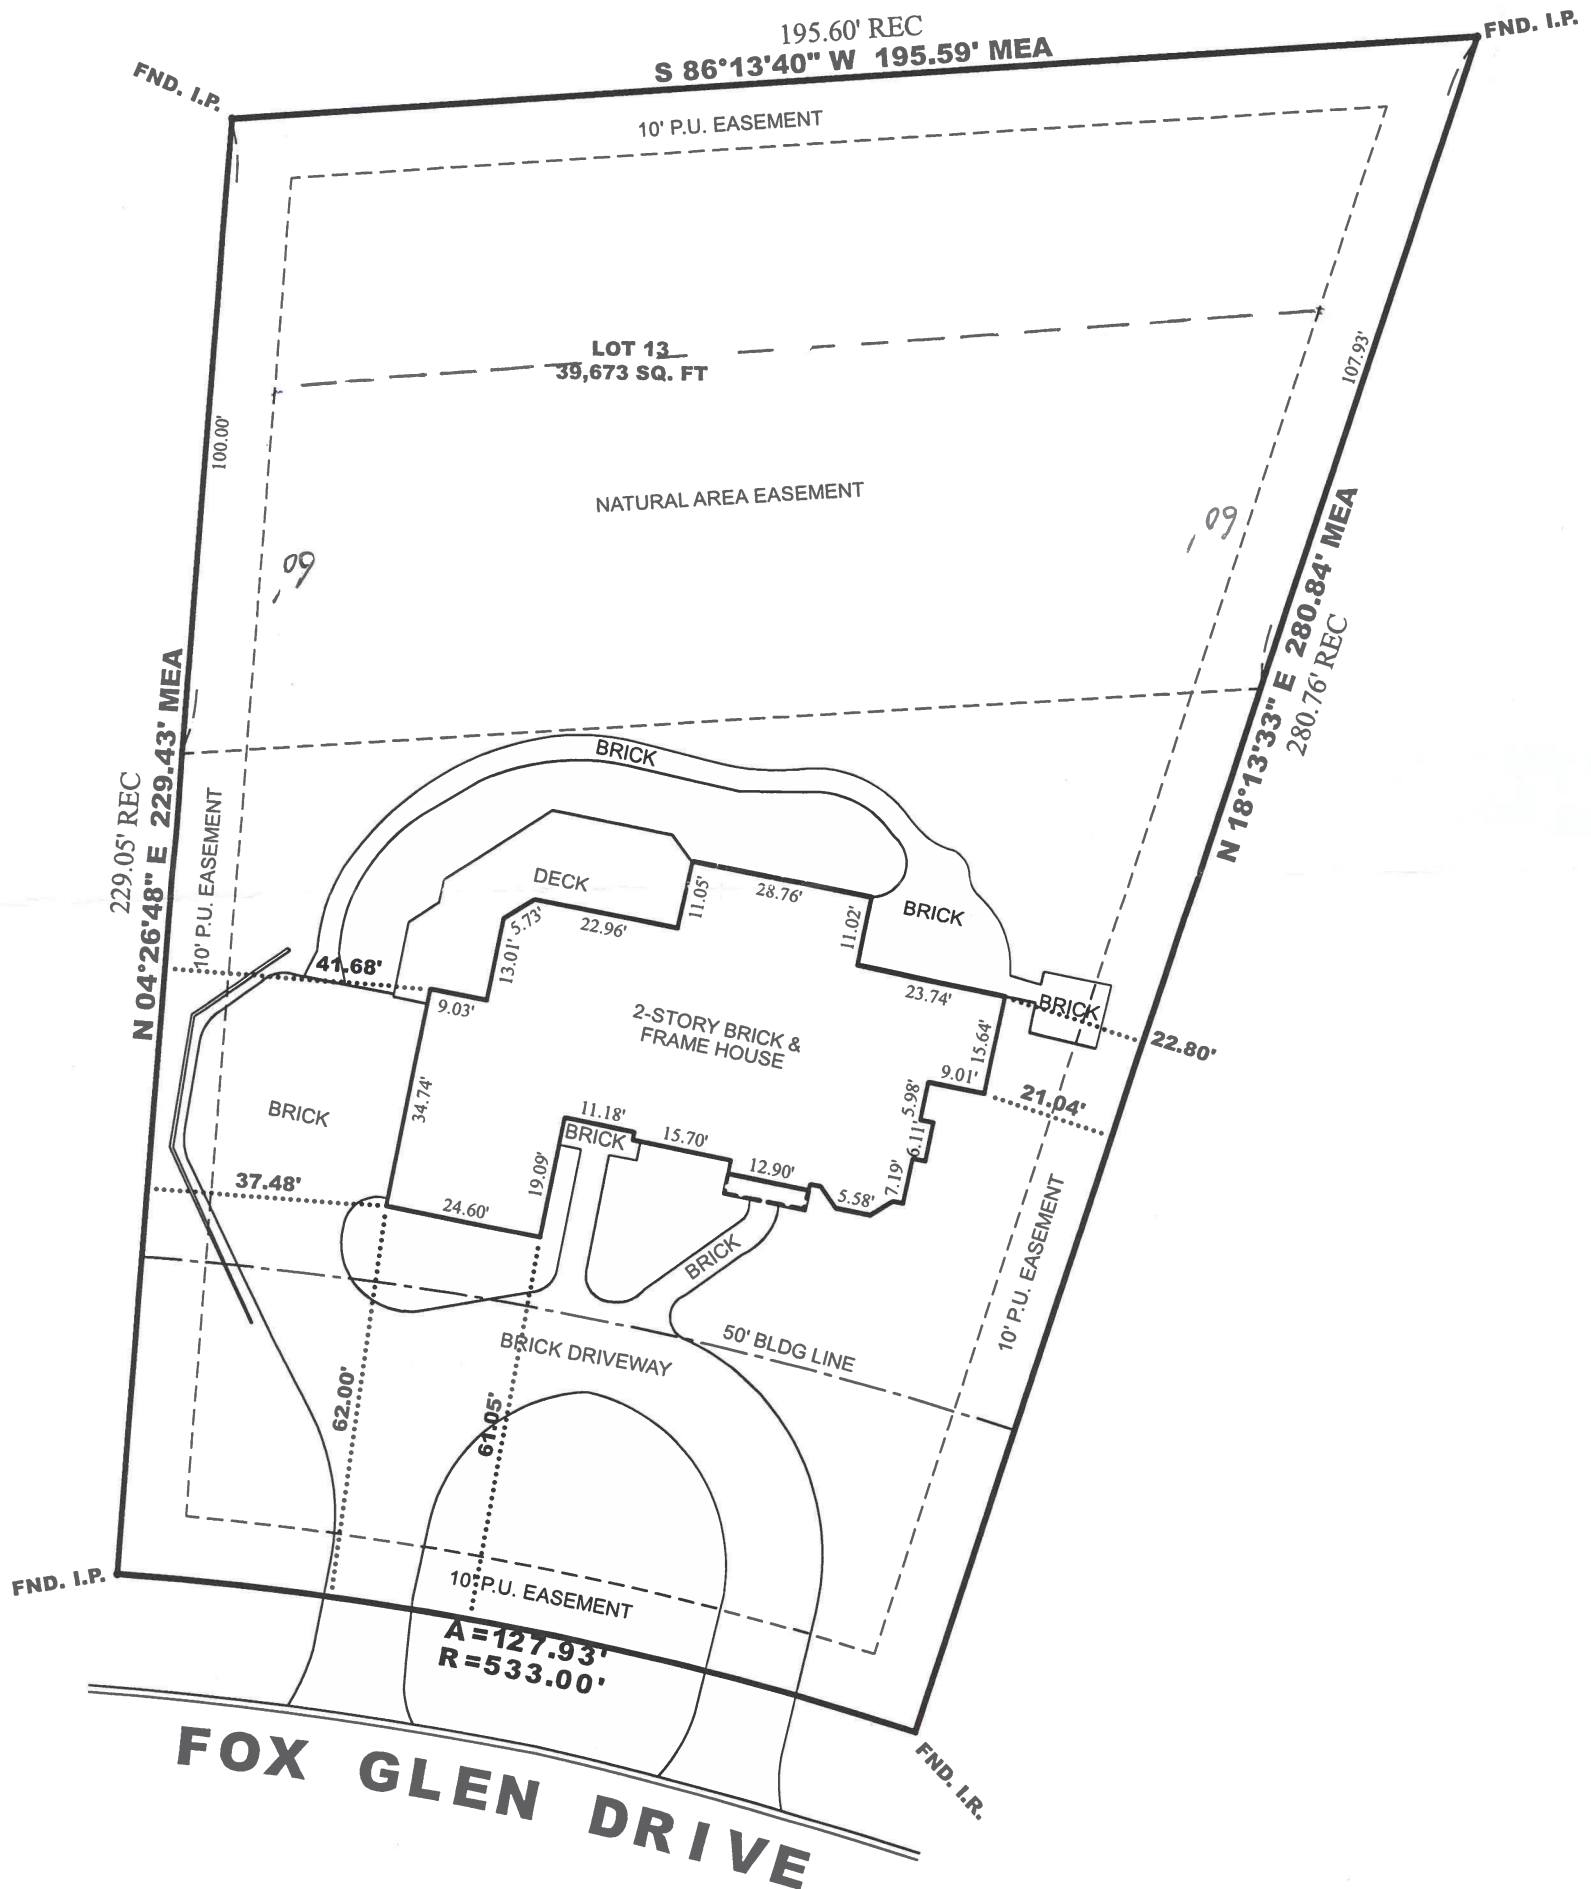 195.60' REC
S 86°13'40" W 195.59' MEA
FND. I.P.
FND. I.P.
10' P.U. EASEMENT
LOT 13
39,673 SQ. FT
107.93'
100.00'
NATURAL AREA EASEMENT
60'
60'
N 18°13'33" E 280.84' MEA
280.76' REC
229.05' REC
N 04°26'48" E 229.43' MEA
10' P.U. EASEMENT
BRICK
DECK
11.05'
28.76'
5.73'
22.96'
11.02'
BRICK
13.01'
41.68'
9.03'
23.74'
BRICK
2-STORY BRICK &
FRAME HOUSE
15.64'
22.80'
9.01'
21.04'
34.74'
5.98'
BRICK
11.18'
BRICK
15.70'
6.11'
12.90'
19.09'
7.19'
37.48'
24.60'
5.58'
BRICK
10' P.U. EASEMENT
50' BLDG LINE
BRICK DRIVEWAY
62.00'
61.05'
FND. I.P.
10' P.U. EASEMENT
A=127.93'
R=533.00'
FND. I.R.
FOX GLEN DRIVE